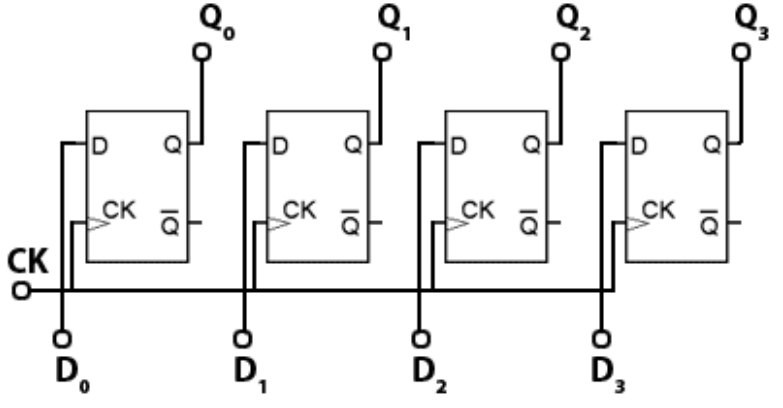 Q₀ Q₁ Q₂ Q₃
D Q D Q D Q D Q
CK Q̅ CK Q̅ CK Q̅ CK Q̅
CK
D₀ D₁ D₂ D₃